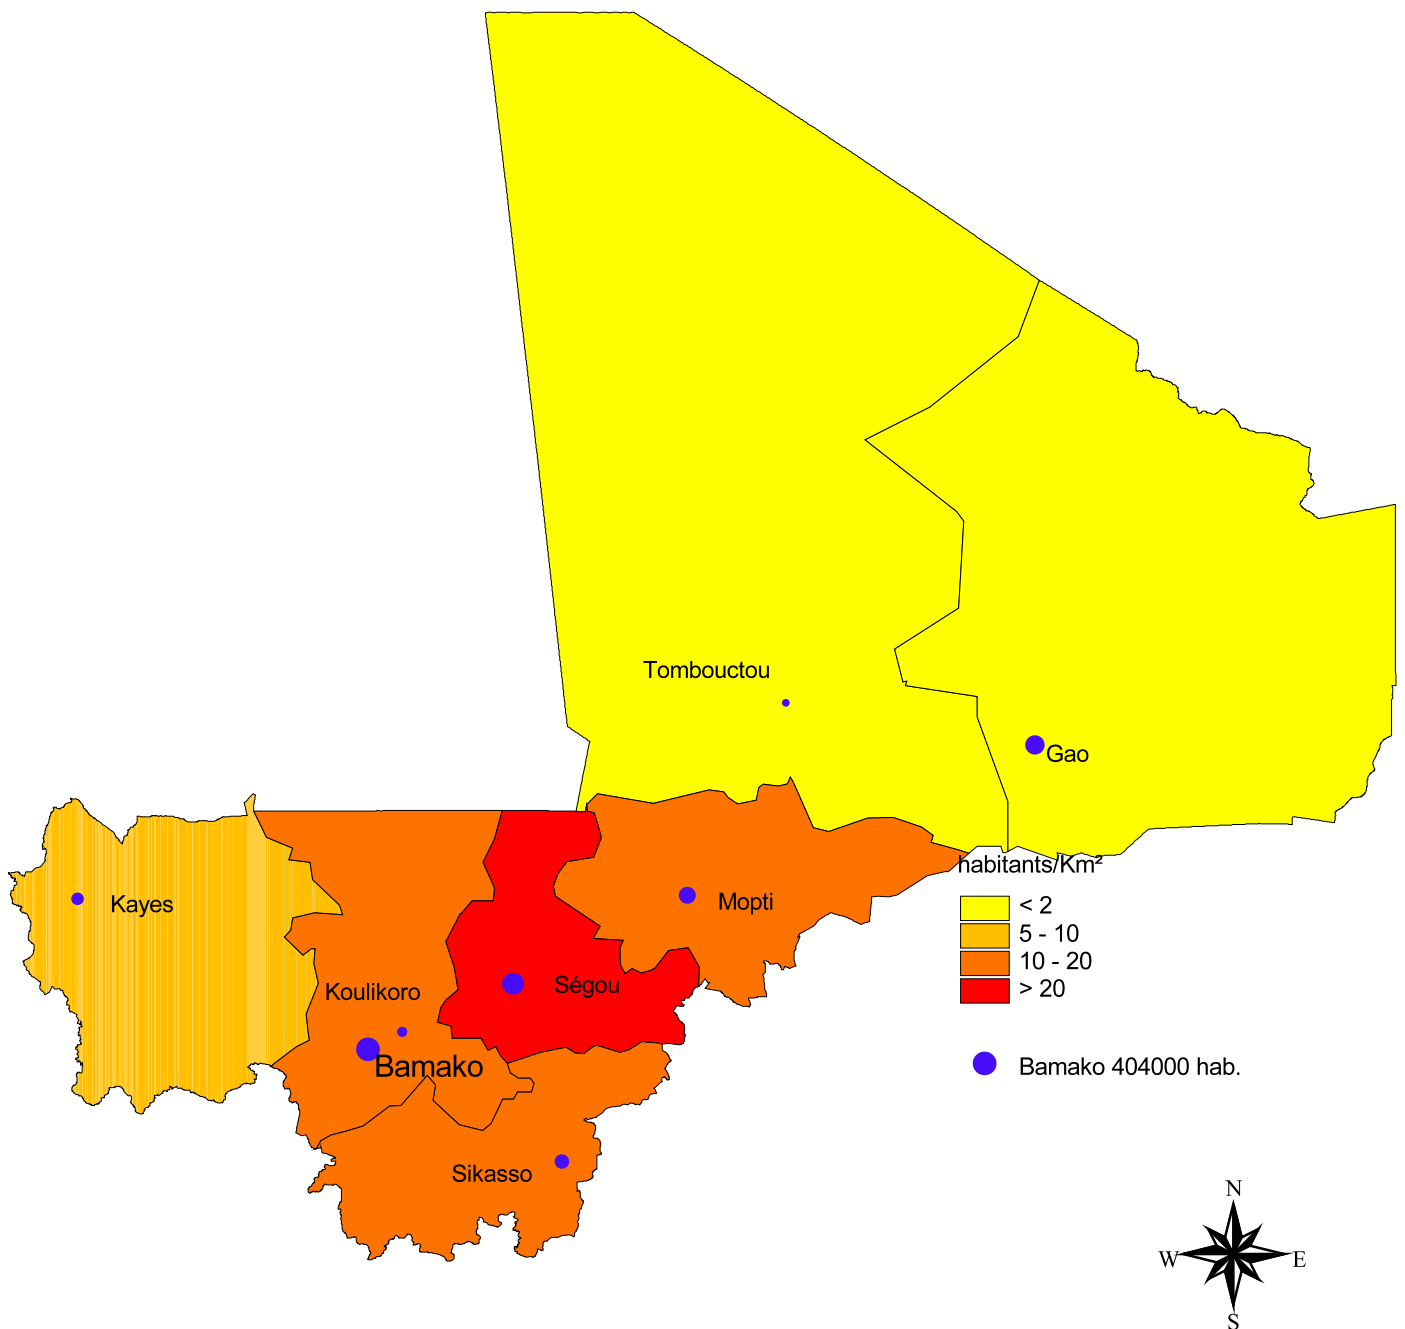 Tombouctou
Gao
habitants/Km²
Kayes
Mopti
< 2
5 - 10
10 - 20
> 20
Ségou
Koulikoro
Bamako
Bamako 404000 hab.
Sikasso
N
W
E
S